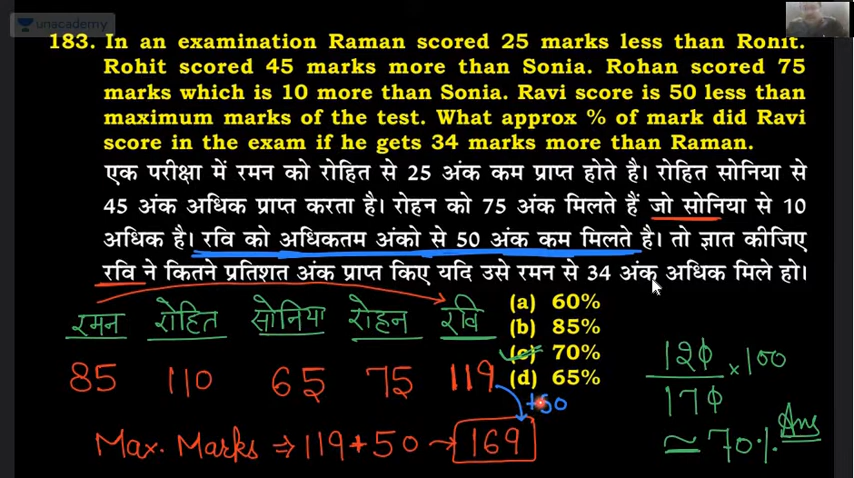 unacademy
183. In an examination Raman scored 25 marks less than Rohit.
Rohit scored 45 marks more than Sonia. Rohan scored 75
marks which is 10 more than Sonia. Ravi score is 50 less than
maximum marks of the test. What approx % of mark did Ravi
score in the exam if he gets 34 marks more than Raman.
एक परीक्षा में रमन को रोहित से 25 अंक कम प्राप्त होते है। रोहित सोनिया से
45 अंक अधिक प्राप्त करता है। रोहन को 75 अंक मिलते हैं जो सोनिया से 10
अधिक है। रवि को अधिकतम अंको से 50 अंक कम मिलते है। तो ज्ञात कीजिए
रवि ने कितने प्रतिशत अंक प्राप्त किए यदि उसे रमन से 34 अंक अधिक मिले हो।
रमन रोहित सोनिया रोहन रवि
85 110 65 75 119
+50
Max. Marks ⇒ 119+50 → 169
(a) 60%
(b) 85%
(c) 70%
(d) 65%
120/170 × 100
≃ 70%. Ans